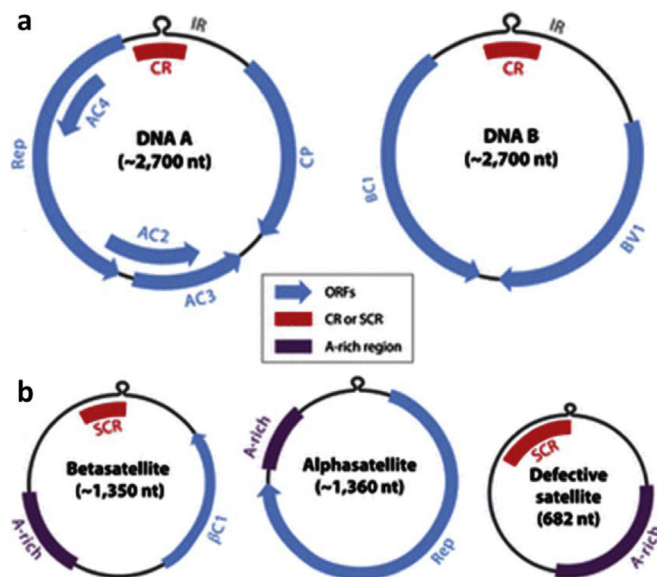 a
IR
CR
AC4
Rep
DNA A
(~2,700 nt)
CP
AC2
AC3
IR
CR
DNA B
(~2,700 nt)
BC1
BV1
ORFs
CR or SCR
A-rich region
b
SCR
Betasatellite
(~1,350 nt)
A-rich
βC1
A-rich
Alphasatellite
(~1,360 nt)
Rep
SCR
Defective
satellite
(682 nt)
A-rich